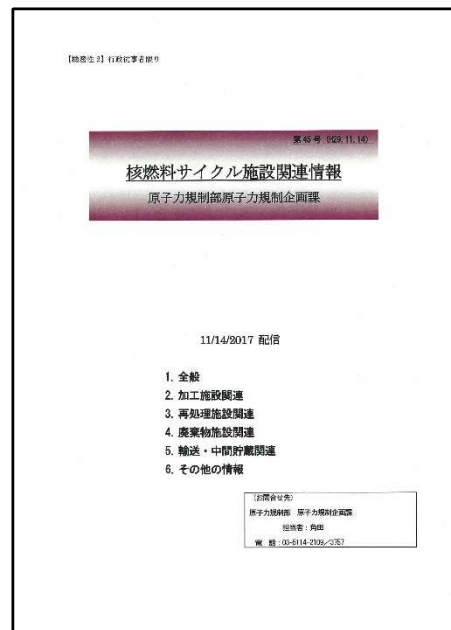 【機密性2】行政従事者限り
第45号 (H29.11.14)
核燃料サイクル施設関連情報
原子力規制部原子力規制企画課
11/14/2017 配信
1. 全般
2. 加工施設関連
3. 再処理施設関連
4. 廃棄物施設関連
5. 輸送・中間貯蔵関連
6. その他の情報
(お問合せ先)
原子力規制部 原子力規制企画課
担当者:角田
電 話:03-5114-2109/3757